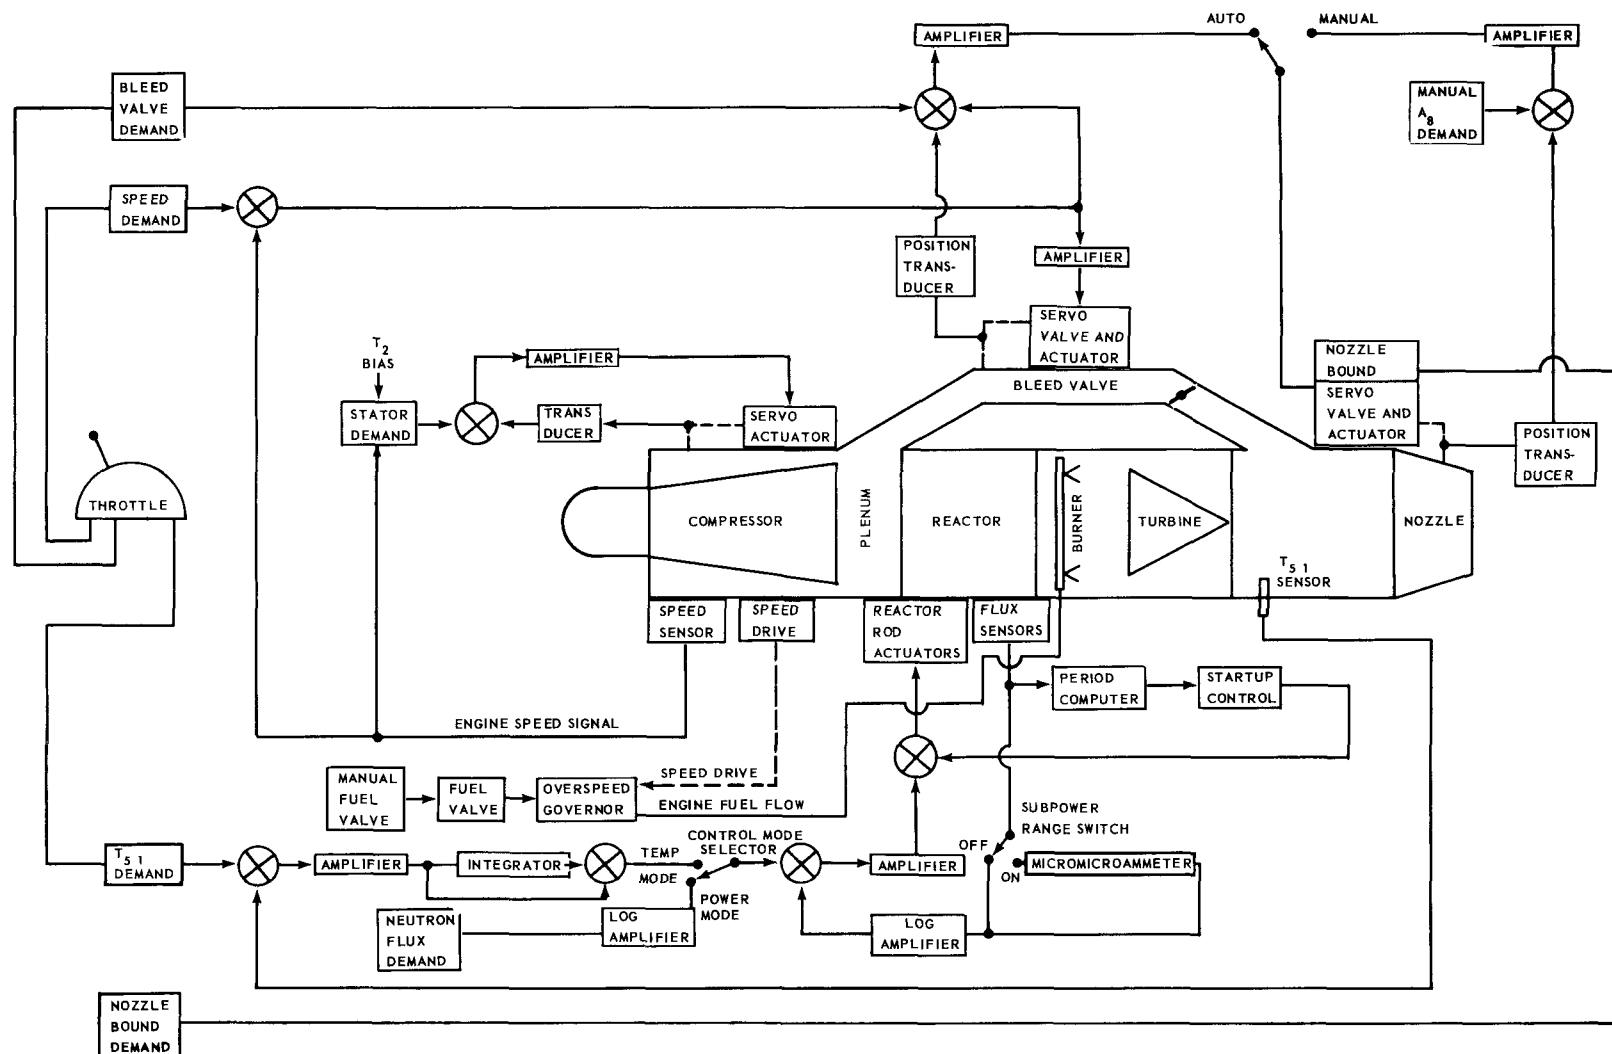 AUTO
MANUAL
AMPLIFIER
AMPLIFIER
BLEED
VALVE
DEMAND
MANUAL
A8
DEMAND
SPEED
DEMAND
POSITION
TRANS-
DUCER
AMPLIFIER
SERVO
VALVE AND
ACTUATOR
T2
BIAS
AMPLIFIER
NOZZLE
BOUND
BLEED VALVE
STATOR
DEMAND
TRANS
DUCER
SERVO
ACTUATOR
SERVO
VALVE AND
ACTUATOR
POSITION
TRANS-
DUCER
THROTTLE
COMPRESSOR
PLENUM
REACTOR
BURNER
TURBINE
NOZZLE
T5 1
SENSOR
SPEED
SENSOR
SPEED
DRIVE
REACTOR
ROD
ACTUATORS
FLUX
SENSORS
PERIOD
COMPUTER
STARTUP
CONTROL
ENGINE SPEED SIGNAL
MANUAL
FUEL
VALVE
FUEL
VALVE
OVERSPEED
GOVERNOR
SPEED DRIVE
ENGINE FUEL FLOW
SUBPOWER
RANGE SWITCH
T5 1
DEMAND
AMPLIFIER
INTEGRATOR
TEMP
MODE
CONTROL MODE
SELECTOR
POWER
MODE
AMPLIFIER
OFF
ON
MICROMICROAMMETER
NEUTRON
FLUX
DEMAND
LOG
AMPLIFIER
LOG
AMPLIFIER
NOZZLE
BOUND
DEMAND